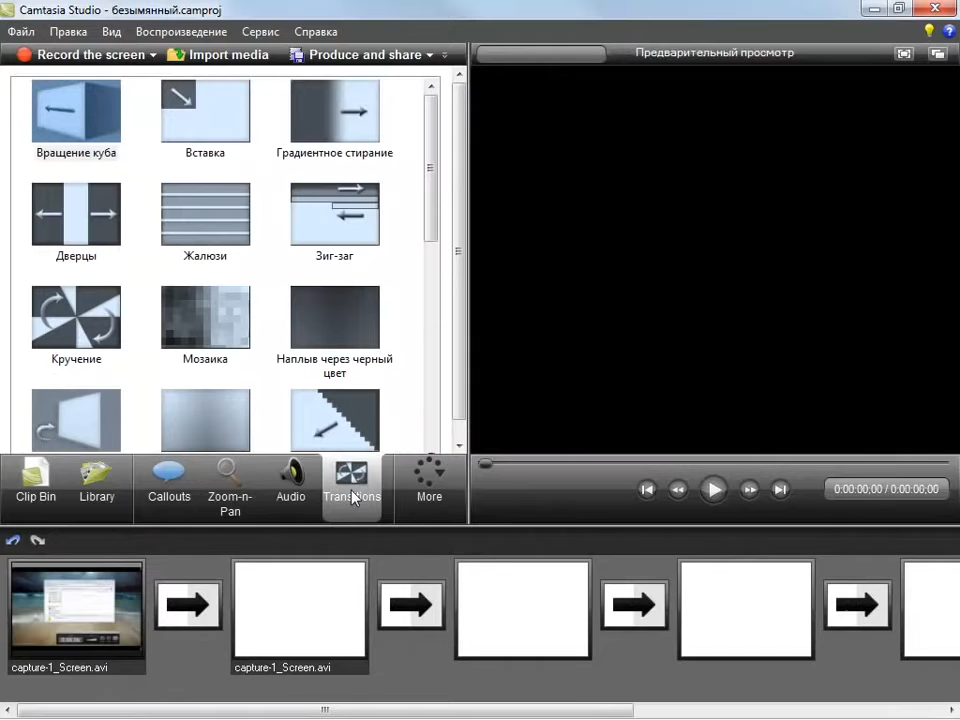 Camtasia Studio - безымянный.camproj
Файл Правка Вид Воспроизведение Сервис Справка
Record the screen Import media Produce and share
Предварительный просмотр
Вращение куба Вставка Градиентное стирание
Дверцы Жалюзи Зиг-заг
Кручение Мозаика Наплыв через черный
цвет
Clip Bin Library Callouts Zoom-n-
Pan Audio Transitions More
0:00:00;00 / 0:00:00;00
capture-1_Screen.avi capture-1_Screen.avi